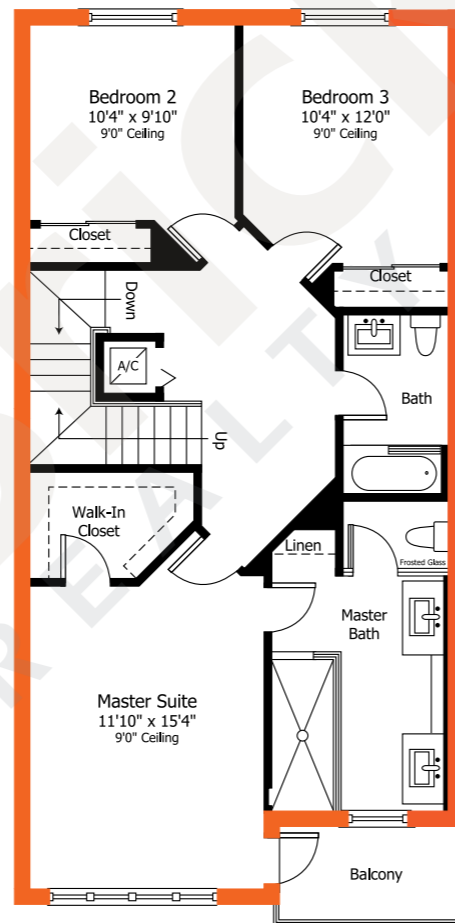 Bedroom 2
10'4" x 9'10"
9'0" Ceiling
Bedroom 3
10'4" x 12'0"
9'0" Ceiling
Closet
Closet
Down
A/C
Bath
Up
Walk-In
Closet
Linen
Frosted Glass
Master
Bath
Master Suite
11'10" x 15'4"
9'0" Ceiling
Balcony
REALTY